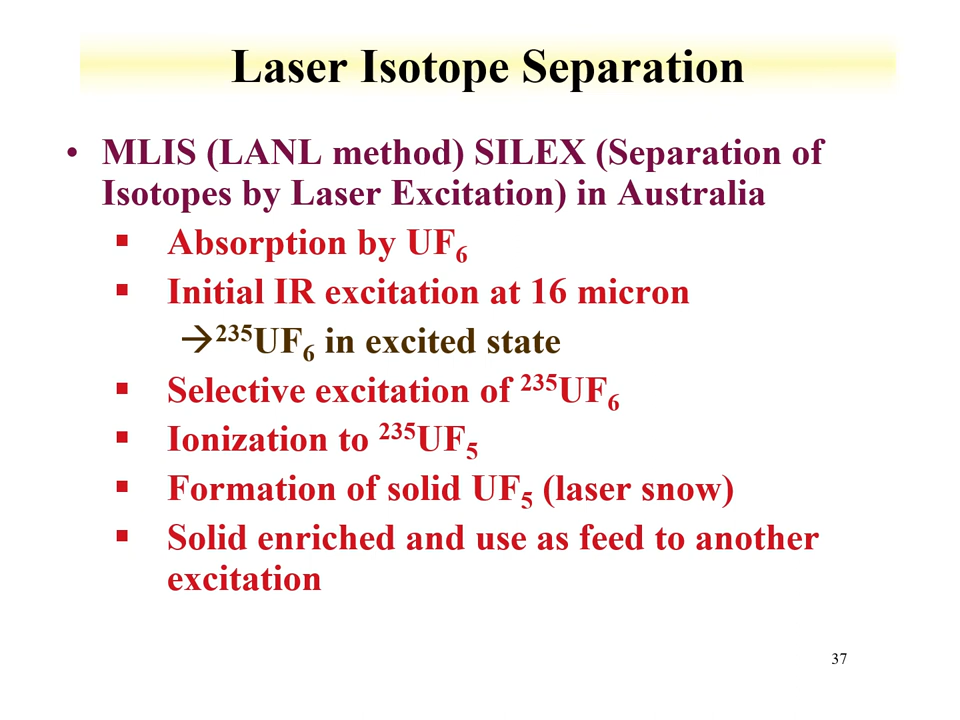 Laser Isotope Separation
• MLIS (LANL method) SILEX (Separation of
Isotopes by Laser Excitation) in Australia
▪ Absorption by UF₆
▪ Initial IR excitation at 16 micron
→²³⁵UF₆ in excited state
▪ Selective excitation of ²³⁵UF₆
▪ Ionization to ²³⁵UF₅
▪ Formation of solid UF₅ (laser snow)
▪ Solid enriched and use as feed to another
excitation
37